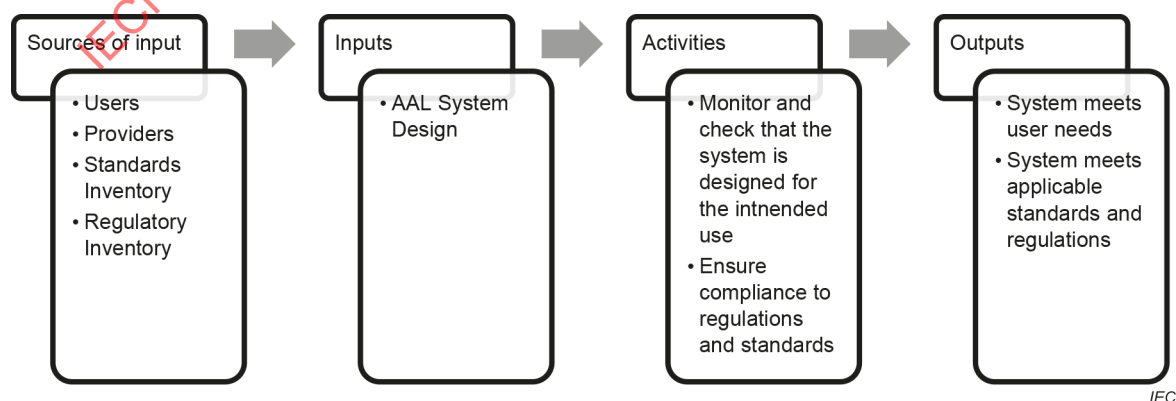 Sources of input
• Users
• Providers
• Standards
Inventory
• Regulatory
Inventory
Inputs
• AAL System
Design
Activities
• Monitor and
check that the
system is
designed for
the intnended
use
• Ensure
compliance to
regulations
and standards
Outputs
• System meets
user needs
• System meets
applicable
standards and
regulations
IEC